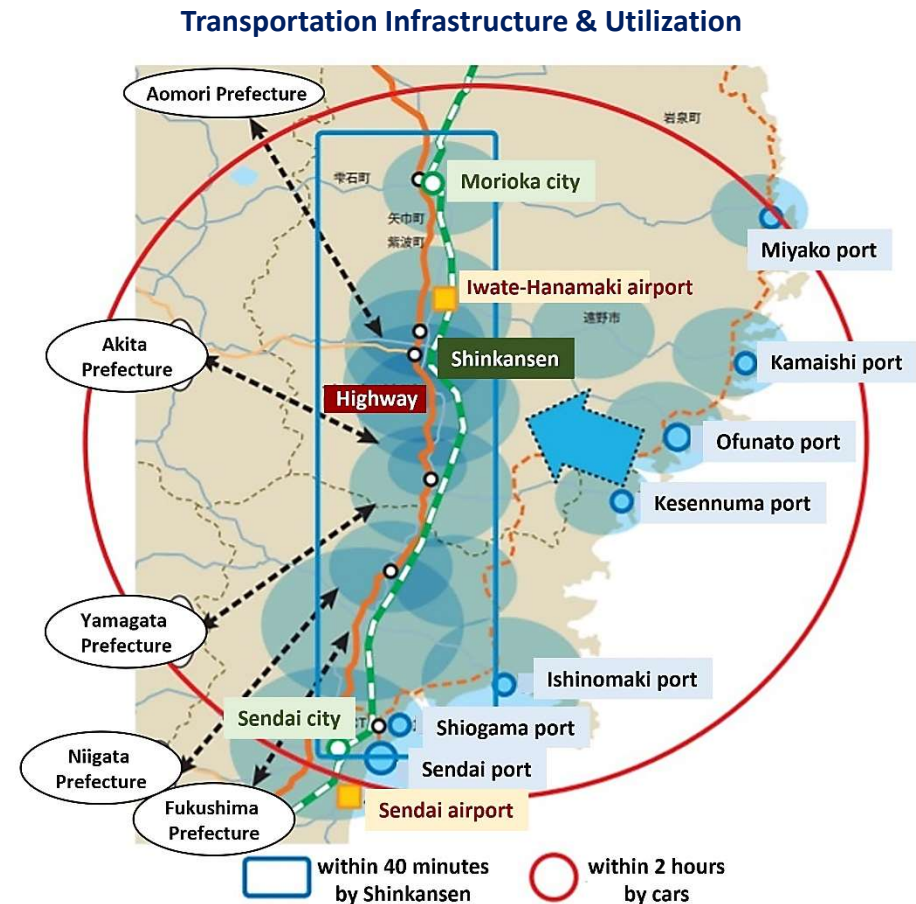 Transportation Infrastructure & Utilization
Aomori Prefecture
岩泉町
雫石町
Morioka city
矢巾町
紫波町
Miyako port
Iwate-Hanamaki airport
遠野市
Akita
Prefecture
Shinkansen
Kamaishi port
Highway
Ofunato port
Kesennuma port
Yamagata
Prefecture
Ishinomaki port
Sendai city
Shiogama port
Niigata
Prefecture
Sendai port
Fukushima
Prefecture
Sendai airport
within 40 minutes
by Shinkansen
within 2 hours
by cars